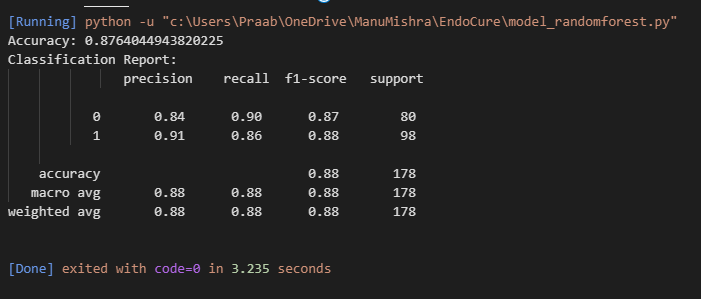 [Running] python -u "c:\Users\Praab\OneDrive\ManuMishra\EndoCure\model_randomforest.py"
Accuracy: 0.8764044943820225
Classification Report:
precision recall f1-score support
0 0.84 0.90 0.87 80
1 0.91 0.86 0.88 98
accuracy 0.88 178
macro avg 0.88 0.88 0.88 178
weighted avg 0.88 0.88 0.88 178
[Done] exited with code=0 in 3.235 seconds